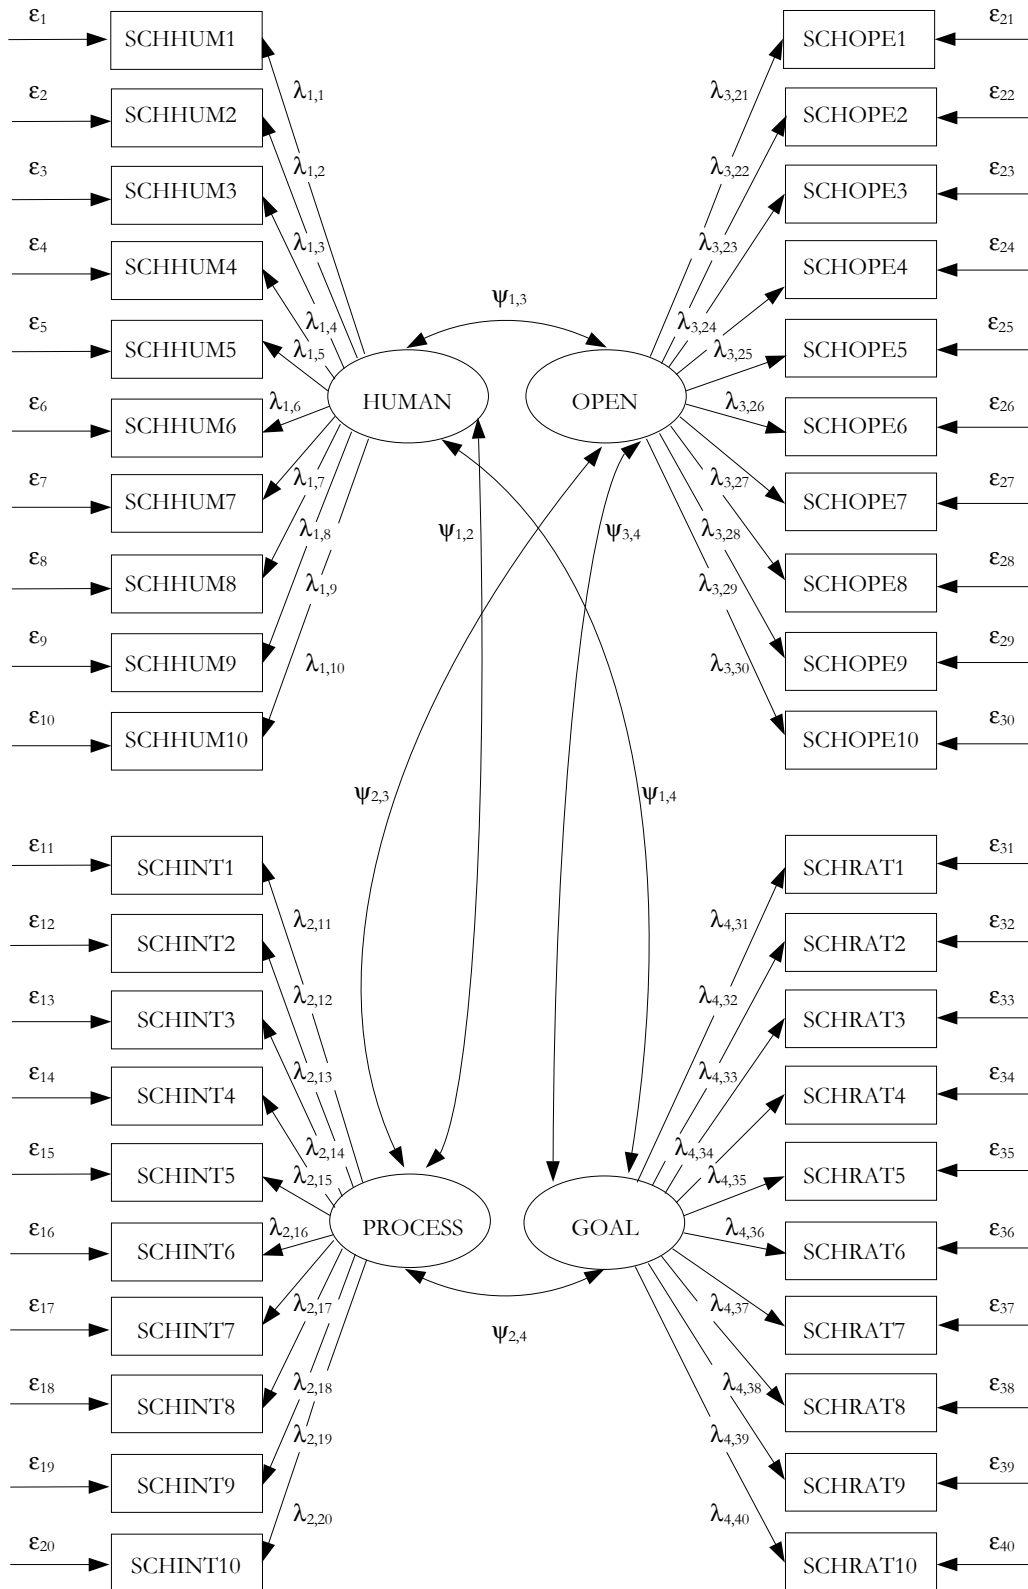 ε1
SCHHUM1
λ1,1
ε2
SCHHUM2
λ1,2
ε3
SCHHUM3
λ1,3
ε4
SCHHUM4
λ1,4
ε5
SCHHUM5
λ1,5
ε6
SCHHUM6
λ1,6
ε7
SCHHUM7
λ1,7
ε8
SCHHUM8
λ1,8
ε9
SCHHUM9
λ1,9
ε10
SCHHUM10
λ1,10
HUMAN
ψ1,3
OPEN
ε21
SCHOPE1
λ3,21
ε22
SCHOPE2
λ3,22
ε23
SCHOPE3
λ3,23
ε24
SCHOPE4
λ3,24
ε25
SCHOPE5
λ3,25
ε26
SCHOPE6
λ3,26
ε27
SCHOPE7
λ3,27
ε28
SCHOPE8
λ3,28
ε29
SCHOPE9
λ3,29
ε30
SCHOPE10
λ3,30
ψ1,2
ψ3,4
ψ2,3
ψ1,4
ε11
SCHINT1
λ2,11
ε12
SCHINT2
λ2,12
ε13
SCHINT3
λ2,13
ε14
SCHINT4
λ2,14
ε15
SCHINT5
λ2,15
ε16
SCHINT6
λ2,16
ε17
SCHINT7
λ2,17
ε18
SCHINT8
λ2,18
ε19
SCHINT9
λ2,19
ε20
SCHINT10
λ2,20
PROCESS
ψ2,4
GOAL
ε31
SCHRAT1
λ4,31
ε32
SCHRAT2
λ4,32
ε33
SCHRAT3
λ4,33
ε34
SCHRAT4
λ4,34
ε35
SCHRAT5
λ4,35
ε36
SCHRAT6
λ4,36
ε37
SCHRAT7
λ4,37
ε38
SCHRAT8
λ4,38
ε39
SCHRAT9
λ4,39
ε40
SCHRAT10
λ4,40